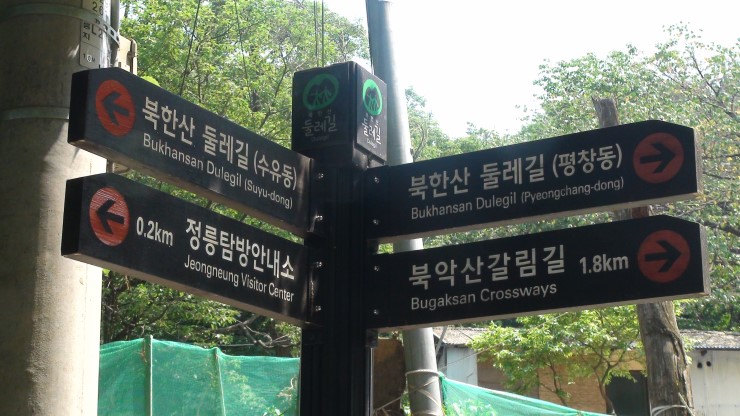 둘레길
둘레길
북한산 둘레길 (수유동)
Bukhansan Dulegil (Suyu-dong)
0.2km 정릉탐방안내소
Jeongneung Visitor Center
북한산 둘레길 (평창동)
Bukhansan Dulegil (Pyeongchang-dong)
북악산갈림길 1.8km
Bugaksan Crossways